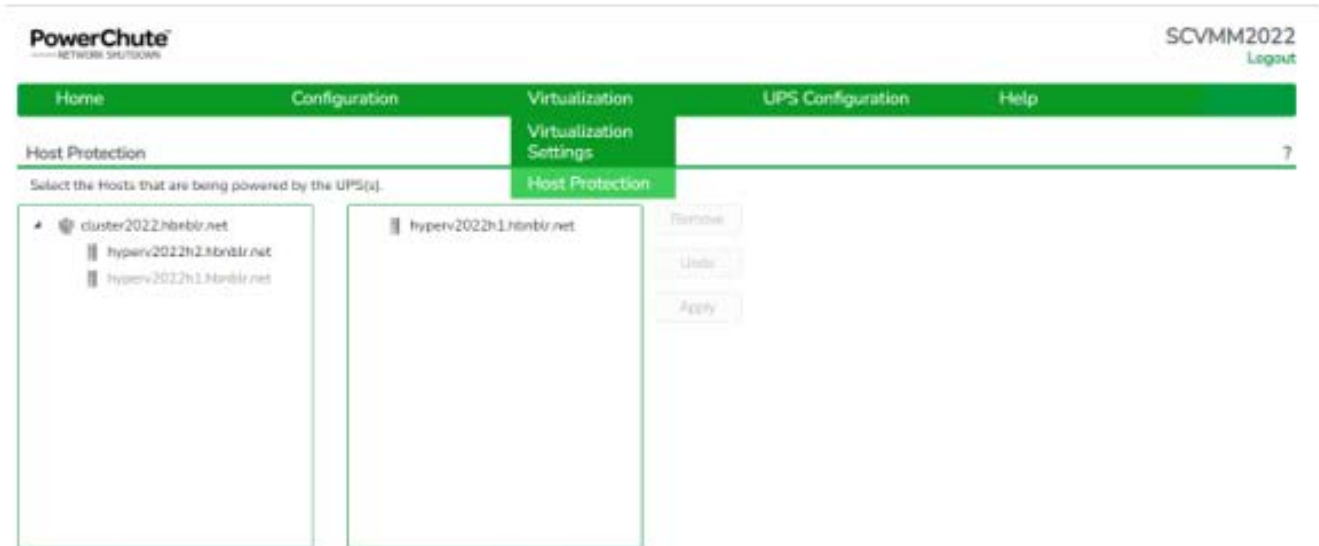 PowerChute
NETWORK SHUTDOWN
SCVMM2022
Logout
Home Configuration Virtualization UPS Configuration Help
Virtualization
Settings
Host Protection
Host Protection ?
Select the Hosts that are being powered by the UPS(s).
cluster2022.hbnblr.net
hyperv2022h2.hbnblr.net
hyperv2022h1.hbnblr.net
hyperv2022h1.hbnblr.net
Remove
Undo
Apply